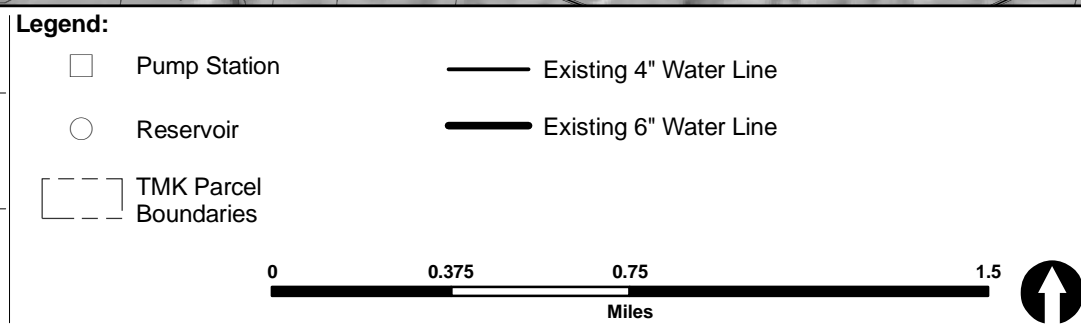 Legend:
Pump Station
Existing 4" Water Line
Reservoir
Existing 6" Water Line
TMK Parcel
Boundaries
0 0.375 0.75 1.5
Miles